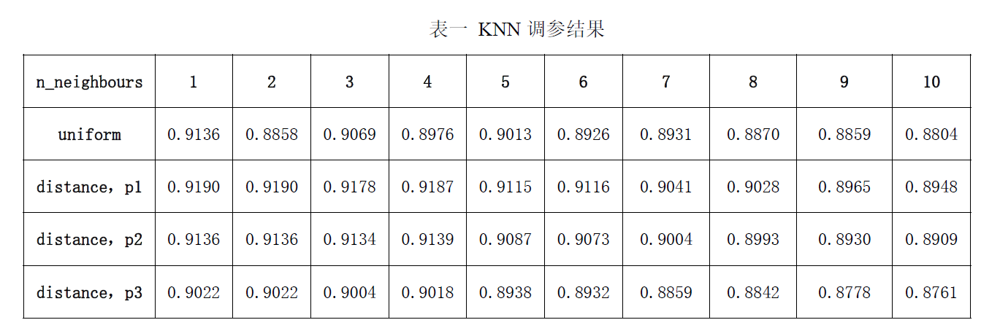 表一 KNN 调参结果
n_neighbours 1 2 3 4 5 6 7 8 9 10
uniform 0.9136 0.8858 0.9069 0.8976 0.9013 0.8926 0.8931 0.8870 0.8859 0.8804
distance，p1 0.9190 0.9190 0.9178 0.9187 0.9115 0.9116 0.9041 0.9028 0.8965 0.8948
distance，p2 0.9136 0.9136 0.9134 0.9139 0.9087 0.9073 0.9004 0.8993 0.8930 0.8909
distance，p3 0.9022 0.9022 0.9004 0.9018 0.8938 0.8932 0.8859 0.8842 0.8778 0.8761